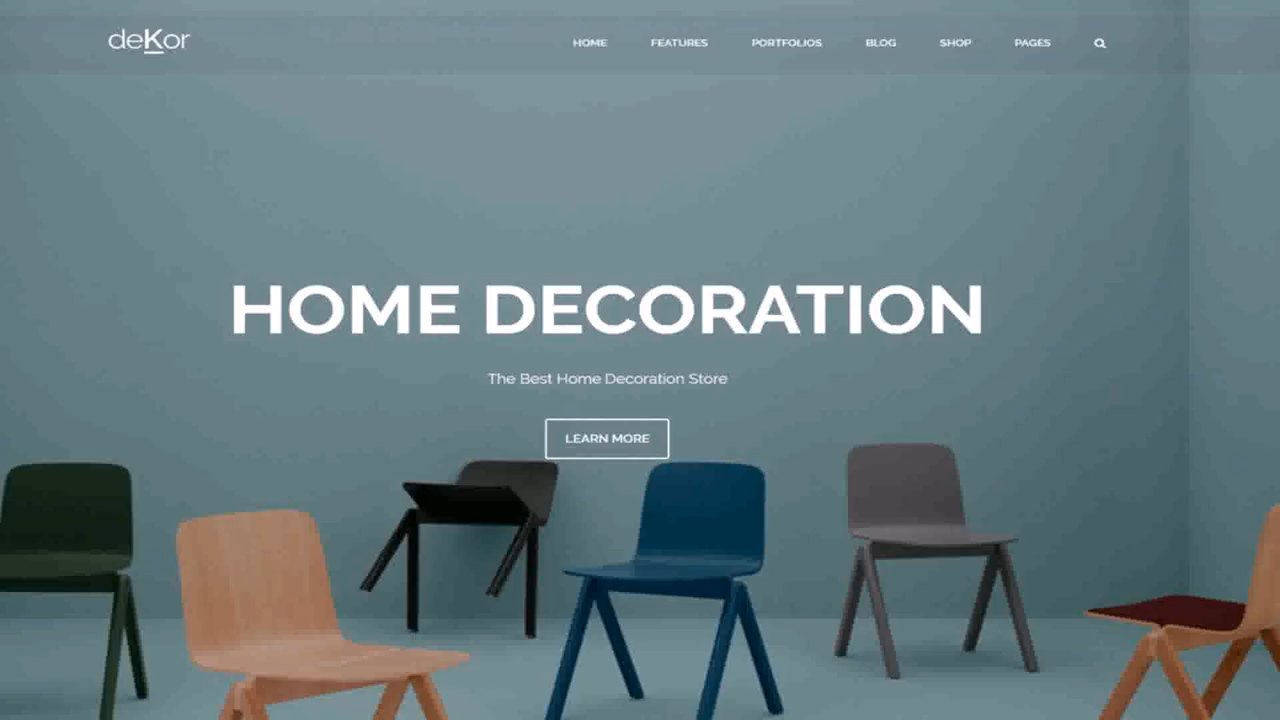 deKor
HOME FEATURES PORTFOLIOS BLOG SHOP PAGES
HOME DECORATION
The Best Home Decoration Store
LEARN MORE